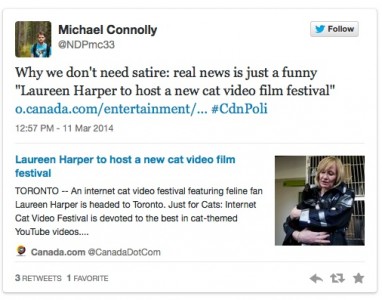 Michael Connolly
@NDPmc33
Follow
Why we don't need satire: real news is just a funny
"Laureen Harper to host a new cat video film festival"
o.canada.com/entertainment/... #CdnPoli
12:57 PM - 11 Mar 2014
Laureen Harper to host a new cat video film
festival
TORONTO -- An internet cat video festival featuring feline fan
Laureen Harper is headed to Toronto. Just for Cats: Internet
Cat Video Festival is devoted to the best in cat-themed
YouTube videos....
Canada.com @CanadaDotCom
3 RETWEETS 1 FAVORITE